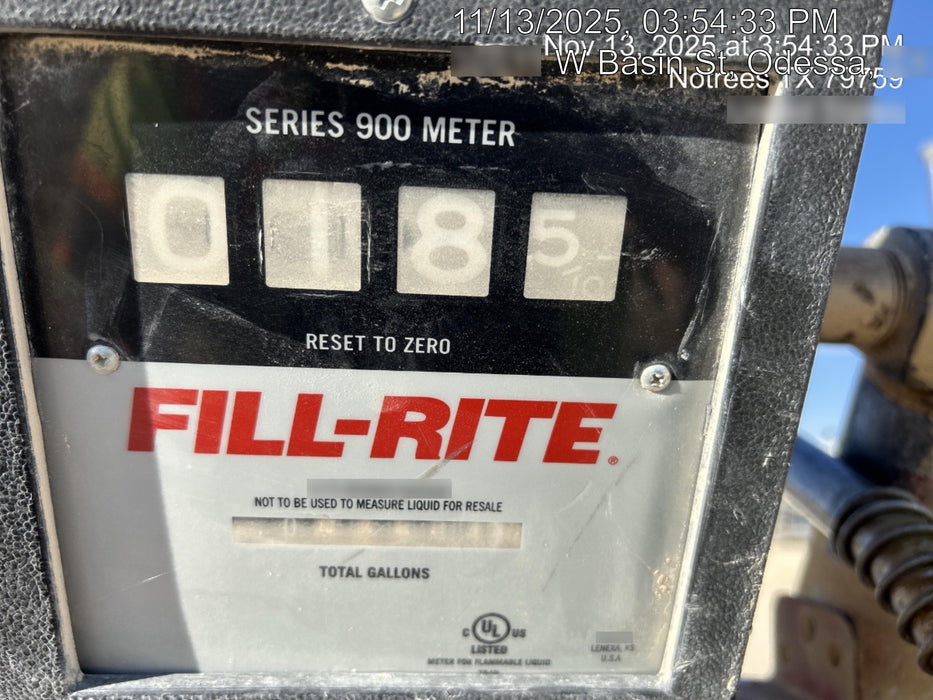 11/13/2025, 03:54:33 PM
Nov 13, 2025 at 3:54:33 PM
W Basin St, Odessa,
Notrees TX 79759
SERIES 900 METER
0 1 8 5/10
RESET TO ZERO
FILL-RITE®
NOT TO BE USED TO MEASURE LIQUID FOR RESALE
TOTAL GALLONS
C UL US
LISTED
METER FOR FLAMMABLE LIQUID
LENEXA, KS
U.S.A